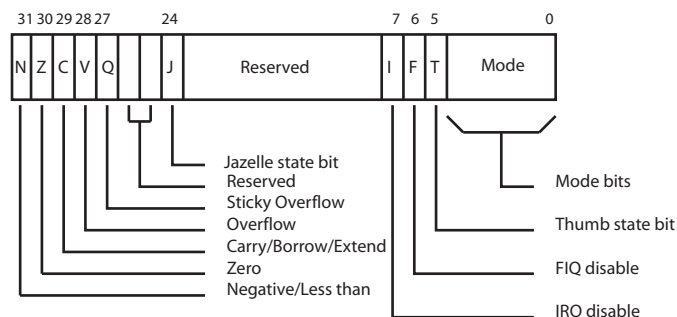 31 30 29 28 27 24 7 6 5 0
N Z C V Q J Reserved I F T Mode
Jazelle state bit
Reserved Mode bits
Sticky Overflow
Overflow Thumb state bit
Carry/Borrow/Extend
Zero FIQ disable
Negative/Less than
IRQ disable